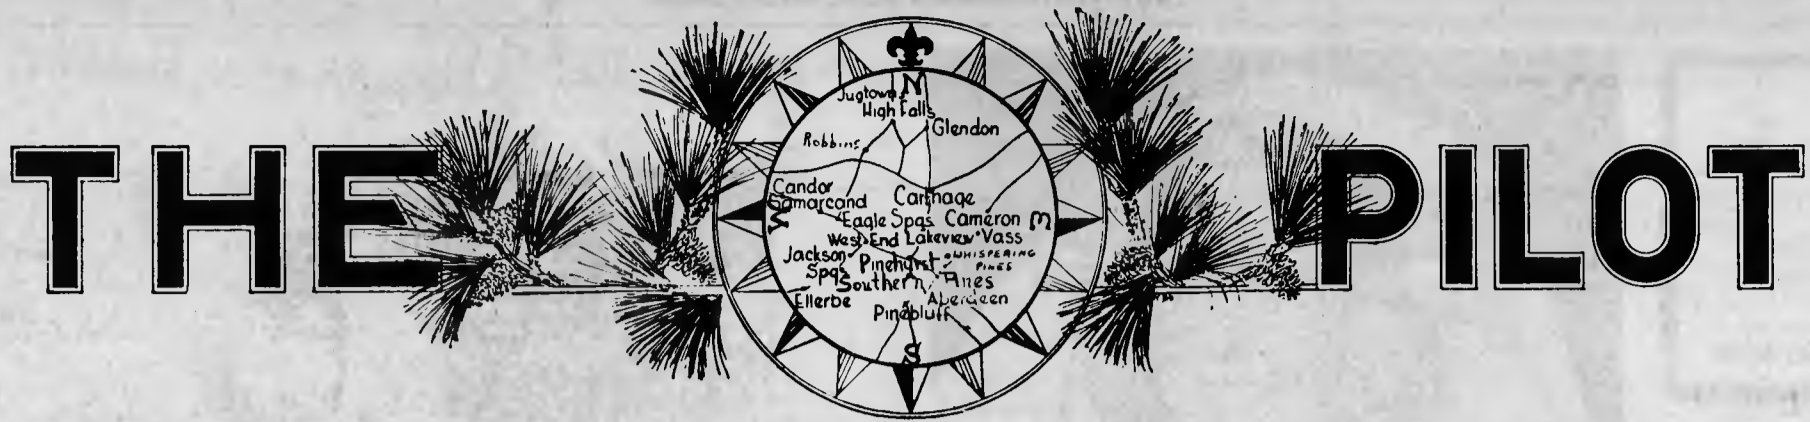 THE PILOT
N
Jugtown
High Falls
Glendon
Robbins
Candor
Samarcand
Carthage
Eagle Spgs Cameron
W
E
West End Lakeview Vass
Jackson
Spgs
Pinehurst
WHISPERING
PINES
Southern Pines
Ellerbe
Aberdeen
Pinebluff
S